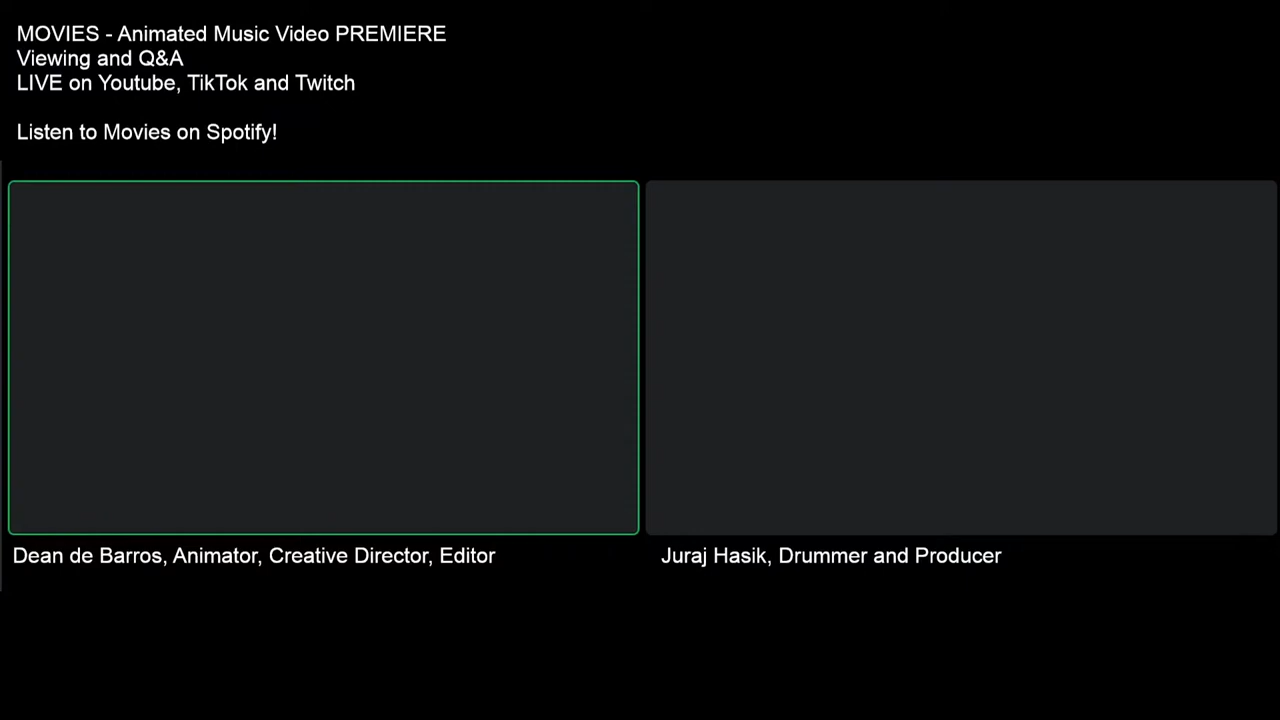 MOVIES - Animated Music Video PREMIERE
Viewing and Q&A
LIVE on Youtube, TikTok and Twitch
Listen to Movies on Spotify!
Dean de Barros, Animator, Creative Director, Editor
Juraj Hasik, Drummer and Producer